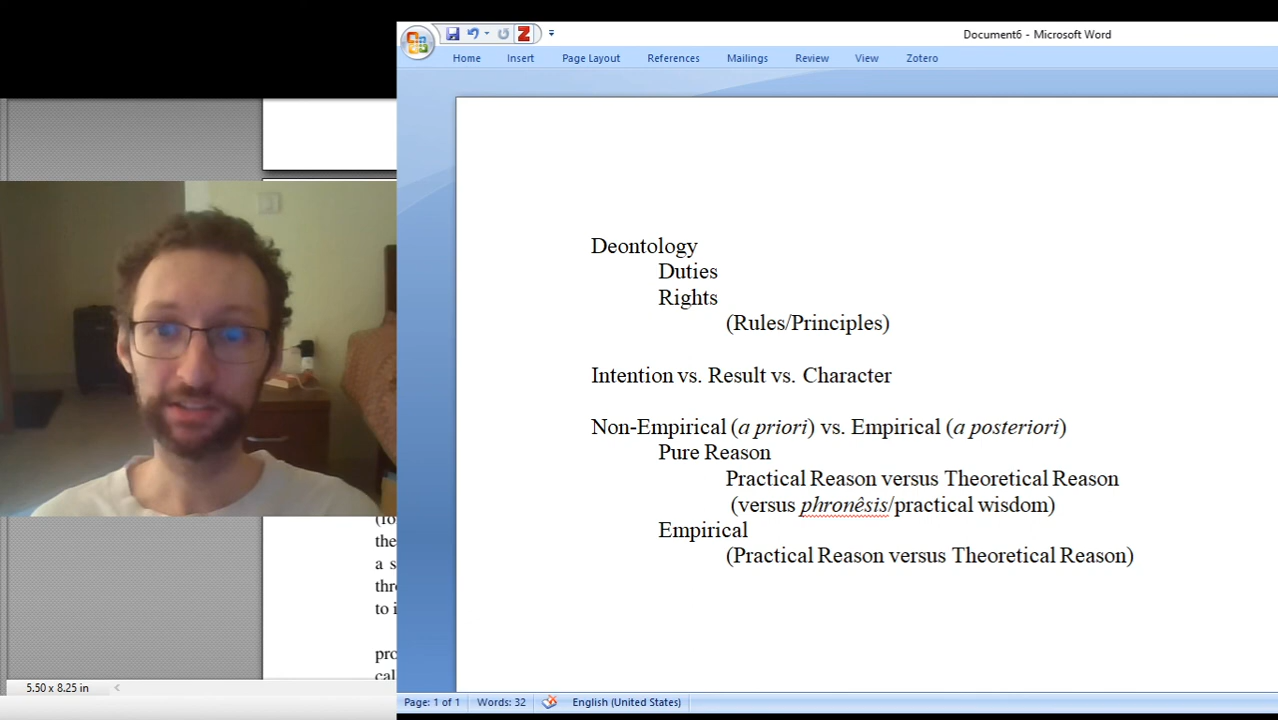 Document6 - Microsoft Word
Home Insert Page Layout References Mailings Review View Zotero
Deontology
Duties
Rights
(Rules/Principles)
Intention vs. Result vs. Character
Non-Empirical (a priori) vs. Empirical (a posteriori)
Pure Reason
Practical Reason versus Theoretical Reason
(versus phronêsis/practical wisdom)
Empirical
(Practical Reason versus Theoretical Reason)
the
a s
to i
5.50 x 8.25 in
Page: 1 of 1 Words: 32 English (United States)